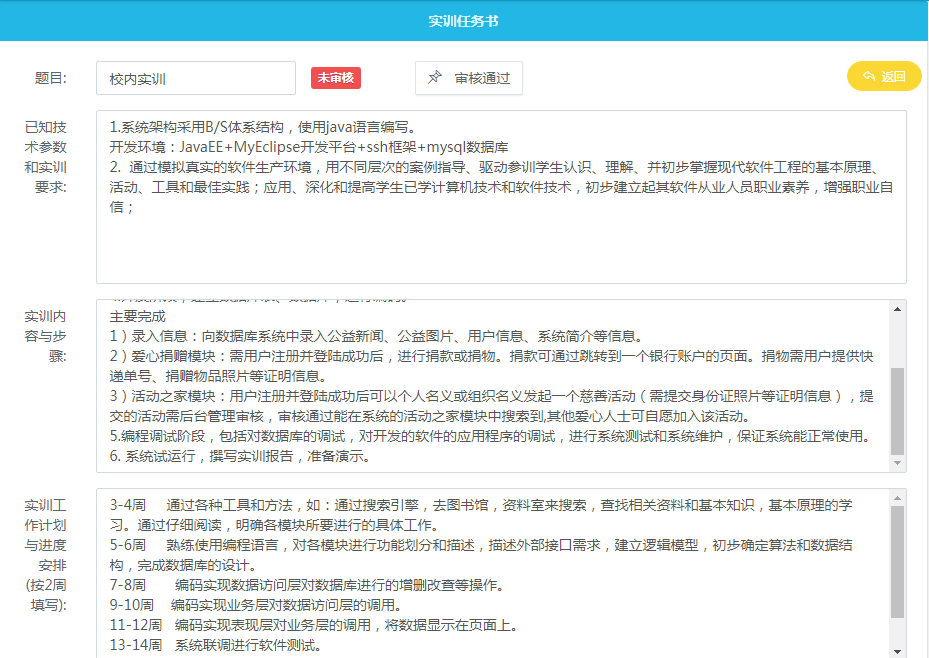 实训任务书
题目:
校内实训
未审核
审核通过
返回
已知技
术参数
和实训
要求:
1.系统架构采用B/S体系结构，使用java语言编写。
开发环境：JavaEE+MyEclipse开发平台+ssh框架+mysql数据库
2. 通过模拟真实的软件生产环境，用不同层次的案例指导、驱动参训学生认识、理解、并初步掌握现代软件工程的基本原理、
活动、工具和最佳实践；应用、深化和提高学生已学计算机技术和软件技术，初步建立起其软件从业人员职业素养，增强职业自
信；
实训内
容与步
骤:
主要完成
1）录入信息：向数据库系统中录入公益新闻、公益图片、用户信息、系统简介等信息。
2）爱心捐赠模块：需用户注册并登陆成功后，进行捐款或捐物。捐款可通过跳转到一个银行账户的页面。捐物需用户提供快
递单号、捐赠物品照片等证明信息。
3）活动之家模块：用户注册并登陆成功后可以个人名义或组织名义发起一个慈善活动（需提交身份证照片等证明信息），提
交的活动需后台管理审核，审核通过能在系统的活动之家模块中搜索到,其他爱心人士可自愿加入该活动。
5.编程调试阶段，包括对数据库的调试，对开发的软件的应用程序的调试，进行系统测试和系统维护，保证系统能正常使用。
6. 系统试运行，撰写实训报告，准备演示。
实训工
作计划
与进度
安排
(按2周
填写):
3-4周 通过各种工具和方法，如：通过搜索引擎，去图书馆，资料室来搜索，查找相关资料和基本知识，基本原理的学
习。通过仔细阅读，明确各模块所要进行的具体工作。
5-6周 熟练使用编程语言，对各模块进行功能划分和描述，描述外部接口需求，建立逻辑模型，初步确定算法和数据结
构，完成数据库的设计。
7-8周 编码实现数据访问层对数据库进行的增删改查等操作。
9-10周 编码实现业务层对数据访问层的调用。
11-12周 编码实现表现层对业务层的调用，将数据显示在页面上。
13-14周 系统联调进行软件测试。